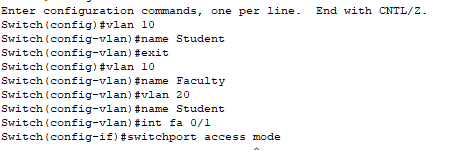 Enter configuration commands, one per line.  End with CNTL/Z.
Switch(config)#vlan 10
Switch(config-vlan)#name Student
Switch(config-vlan)#exit
Switch(config)#vlan 10
Switch(config-vlan)#name Faculty
Switch(config-vlan)#vlan 20
Switch(config-vlan)#name Student
Switch(config-vlan)#int fa 0/1
Switch(config-if)#switchport access mode
^